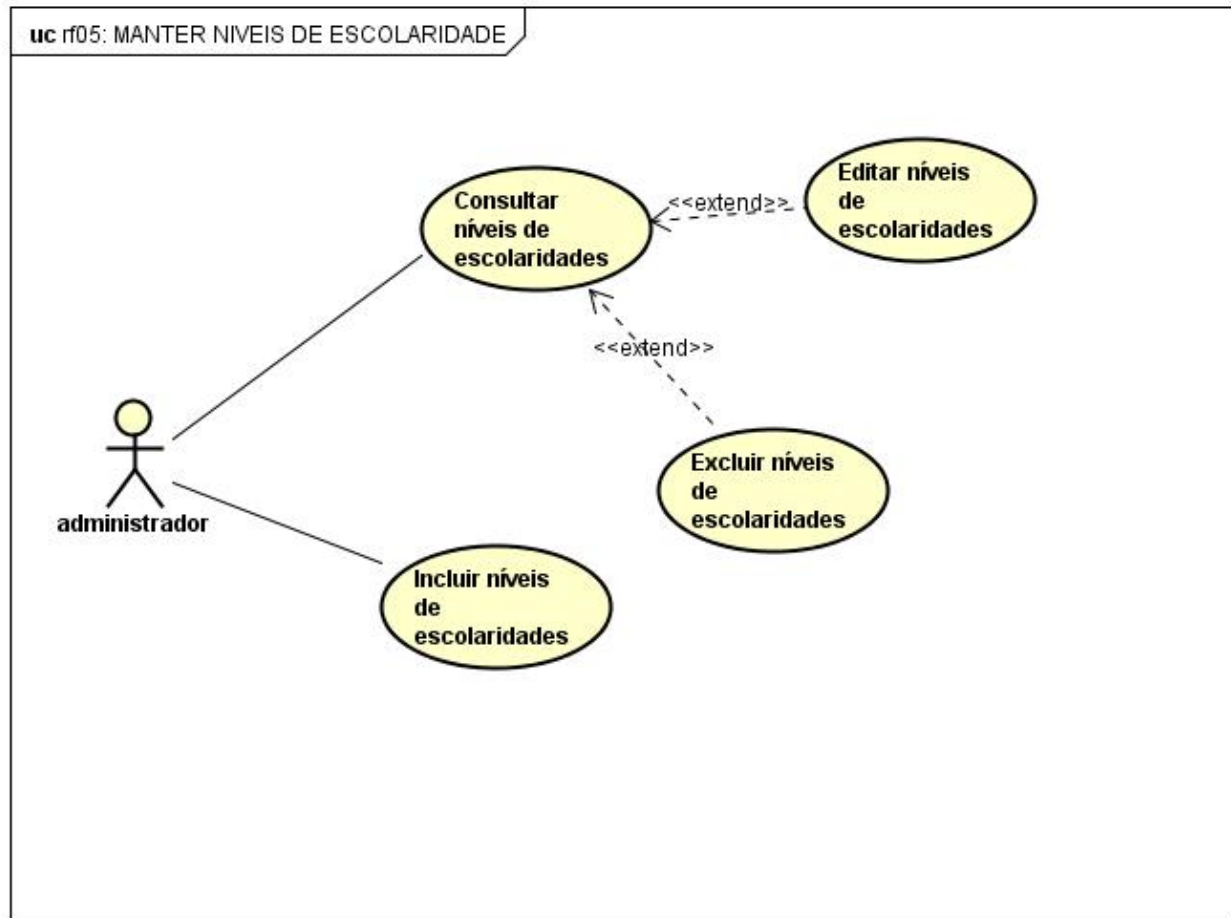 uc rf05: MANTER NIVEIS DE ESCOLARIDADE
Consultar
níveis de
escolaridades
<<extend>>
Editar níveis
de
escolaridades
<<extend>>
Excluir níveis
de
escolaridades
administrador
Incluir níveis
de
escolaridades